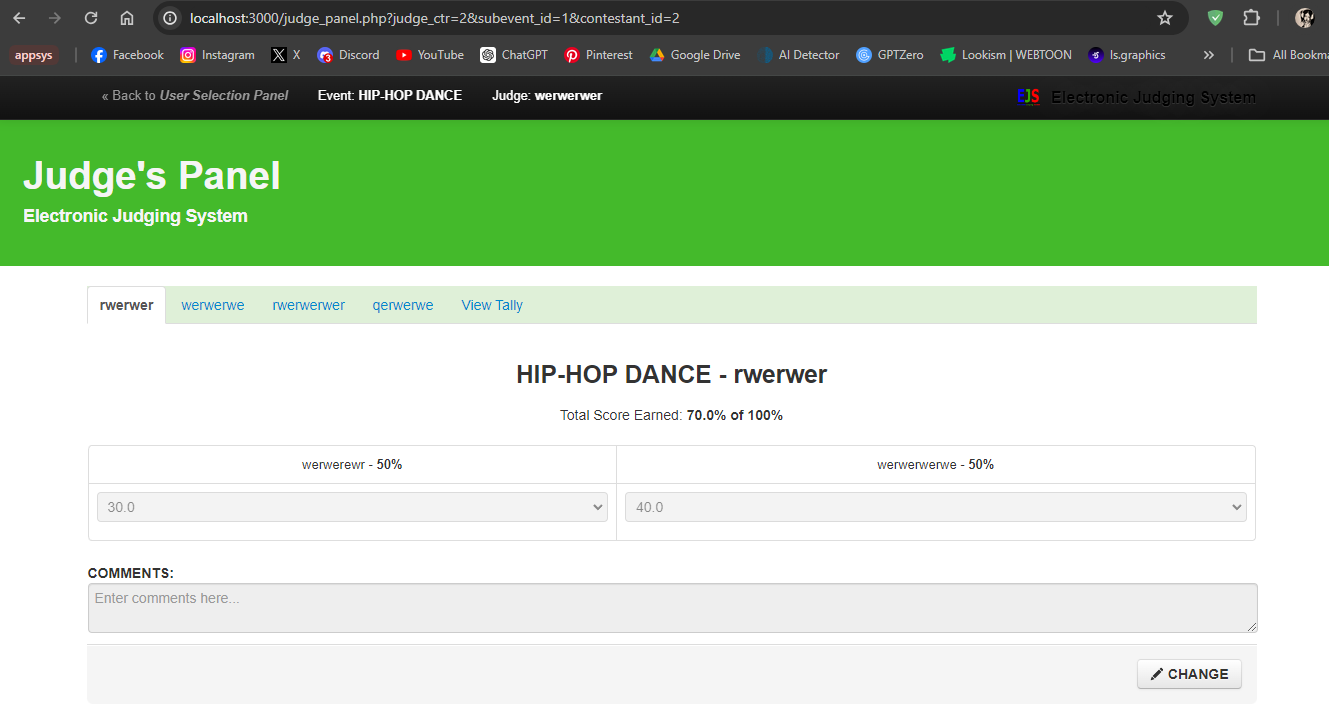 localhost:3000/judge_panel.php?judge_ctr=2&subevent_id=1&contestant_id=2
appsys Facebook Instagram X Discord YouTube ChatGPT Pinterest Google Drive AI Detector GPTZero Lookism | WEBTOON Is.graphics » All Bookma
« Back to User Selection Panel Event: HIP-HOP DANCE Judge: werwerwer EJS Electronic Judging System
Judge's Panel
Electronic Judging System
rwerwer werwerwe rwerwerwer qerwerwe View Tally
HIP-HOP DANCE - rwerwer
Total Score Earned: 70.0% of 100%
werwerewr - 50% werwerwerwe - 50%
30.0 40.0
COMMENTS:
Enter comments here...
CHANGE